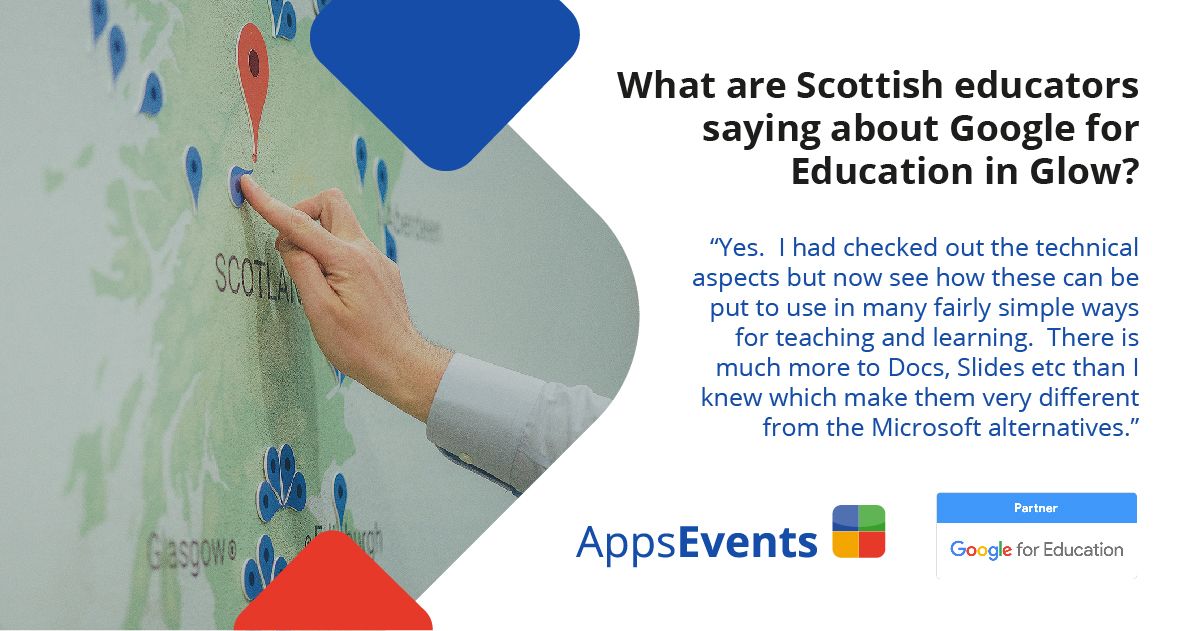 What are Scottish educators
saying about Google for
Education in Glow?
“Yes.  I had checked out the technical
aspects but now see how these can be
put to use in many fairly simple ways
for teaching and learning.  There is
much more to Docs, Slides etc than I
knew which make them very different
from the Microsoft alternatives.”
AppsEvents
Partner
Google for Education
Aberdeen
SCOTLAN
Glasgow
Edinburgh